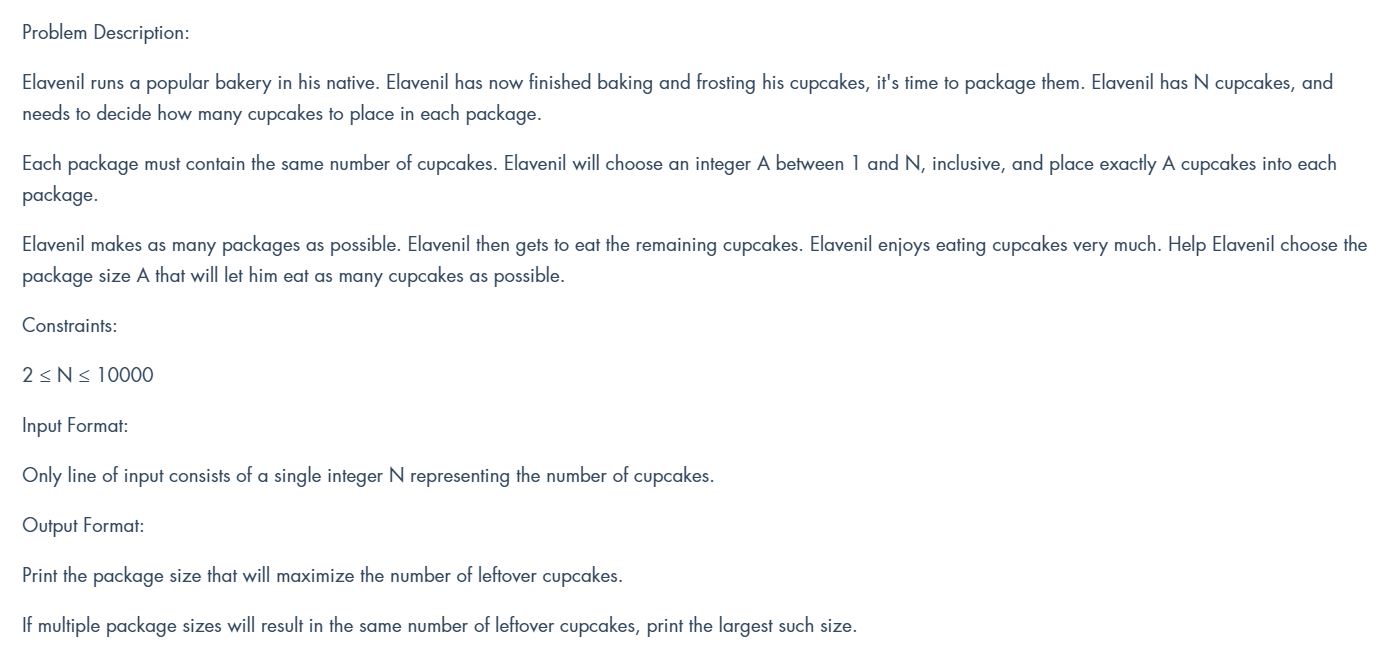 Problem Description:
Elavenil runs a popular bakery in his native. Elavenil has now finished baking and frosting his cupcakes, it's time to package them. Elavenil has N cupcakes, and
needs to decide how many cupcakes to place in each package.
Each package must contain the same number of cupcakes. Elavenil will choose an integer A between 1 and N, inclusive, and place exactly A cupcakes into each
package.
Elavenil makes as many packages as possible. Elavenil then gets to eat the remaining cupcakes. Elavenil enjoys eating cupcakes very much. Help Elavenil choose the
package size A that will let him eat as many cupcakes as possible.
Constraints:
2 ≤ N ≤ 10000
Input Format:
Only line of input consists of a single integer N representing the number of cupcakes.
Output Format:
Print the package size that will maximize the number of leftover cupcakes.
If multiple package sizes will result in the same number of leftover cupcakes, print the largest such size.